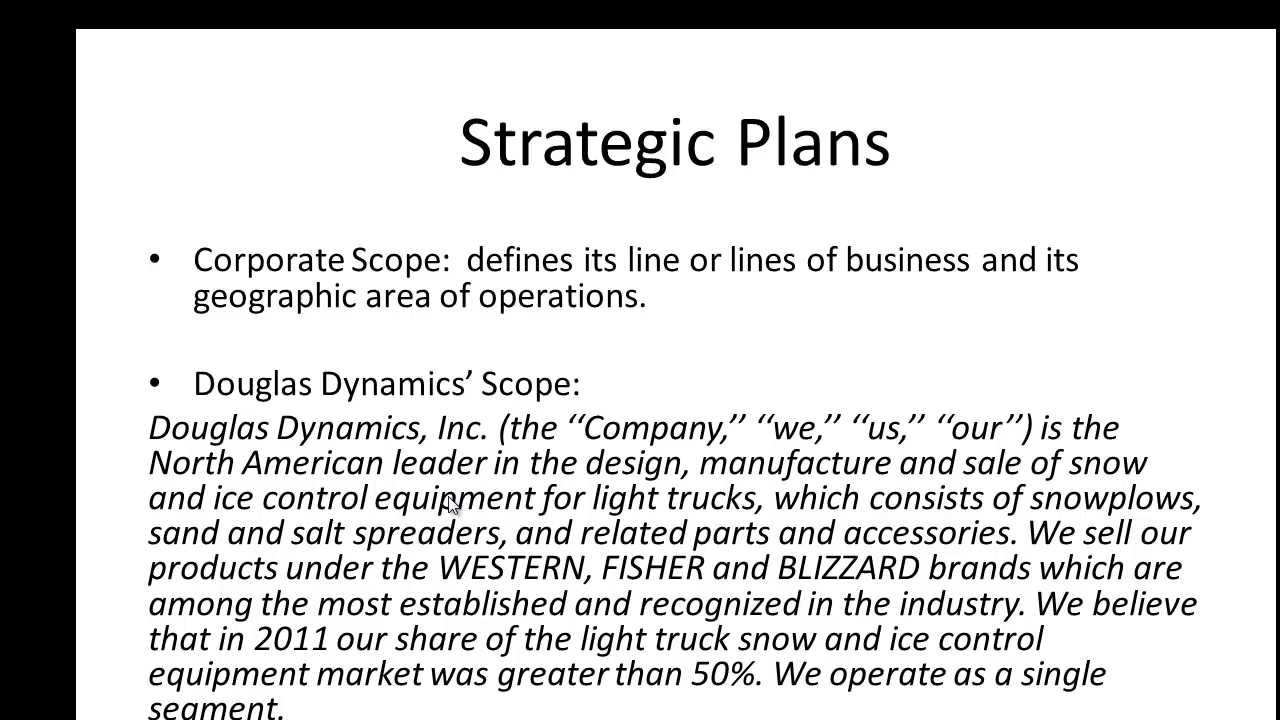 Strategic Plans
• Corporate Scope:  defines its line or lines of business and its
geographic area of operations.
• Douglas Dynamics’ Scope:
Douglas Dynamics, Inc. (the ‘‘Company,’’ ‘‘we,’’ ‘‘us,’’ ‘‘our’’) is the
North American leader in the design, manufacture and sale of snow
and ice control equipment for light trucks, which consists of snowplows,
sand and salt spreaders, and related parts and accessories. We sell our
products under the WESTERN, FISHER and BLIZZARD brands which are
among the most established and recognized in the industry. We believe
that in 2011 our share of the light truck snow and ice control
equipment market was greater than 50%. We operate as a single
segment.